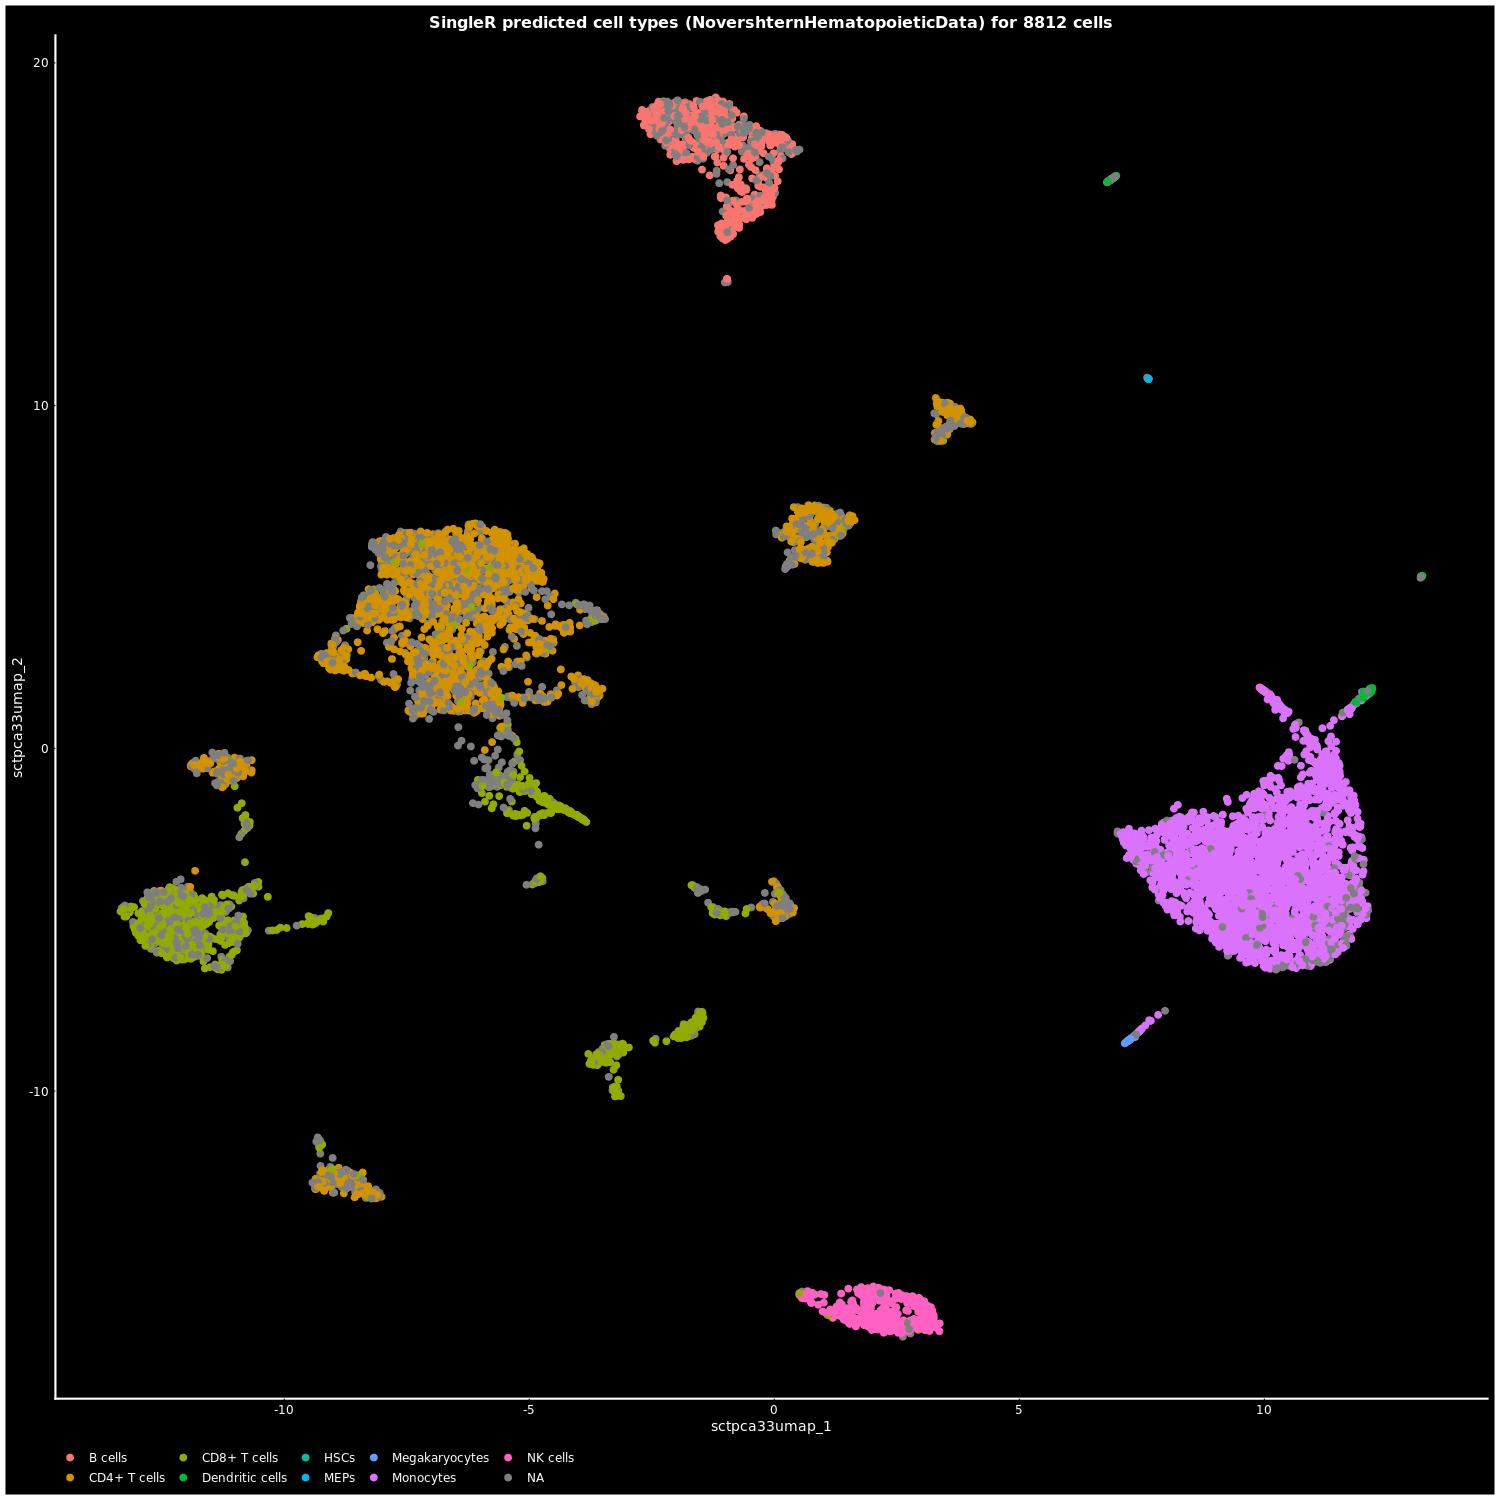 SingleR predicted cell types (NovershternHematopoieticData) for 8812 cells
20
10
0
-10
sctpca33umap_2
-10 -5 0 5 10
sctpca33umap_1
B cells CD8+ T cells HSCs Megakaryocytes NK cells
CD4+ T cells Dendritic cells MEPs Monocytes NA